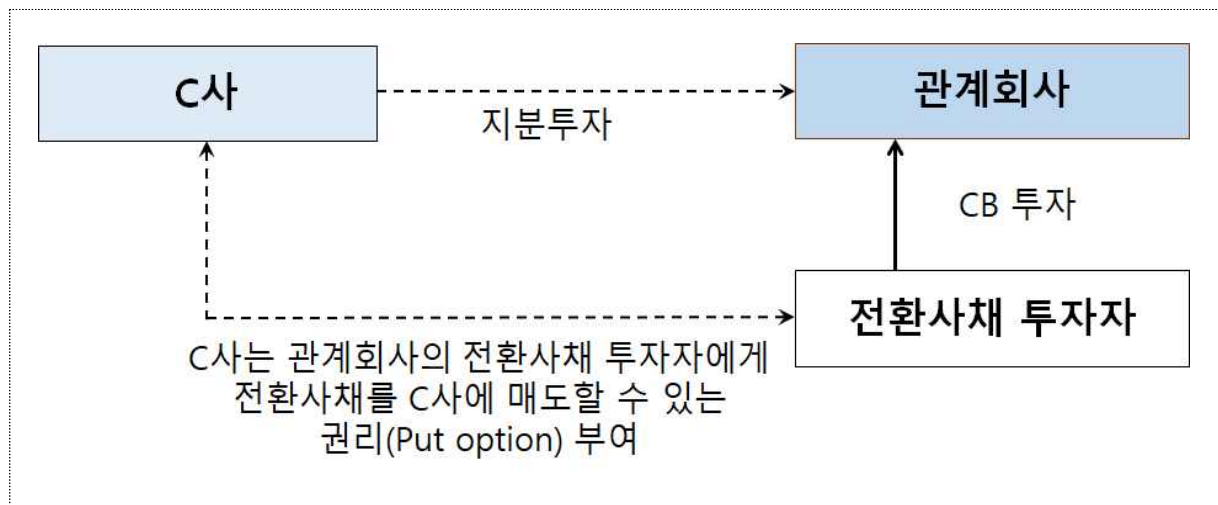 C사
관계회사
지분투자
CB 투자
전환사채 투자자
C사는 관계회사의 전환사채 투자자에게
전환사채를 C사에 매도할 수 있는
권리(Put option) 부여